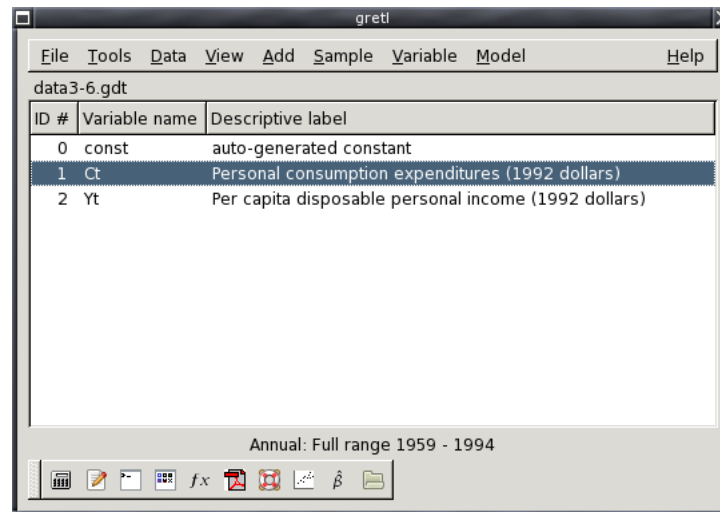 gretl
File Tools Data View Add Sample Variable Model Help
data3-6.gdt
ID # Variable name Descriptive label
0 const auto-generated constant
1 Ct Personal consumption expenditures (1992 dollars)
2 Yt Per capita disposable personal income (1992 dollars)
Annual: Full range 1959 - 1994
fx β̂